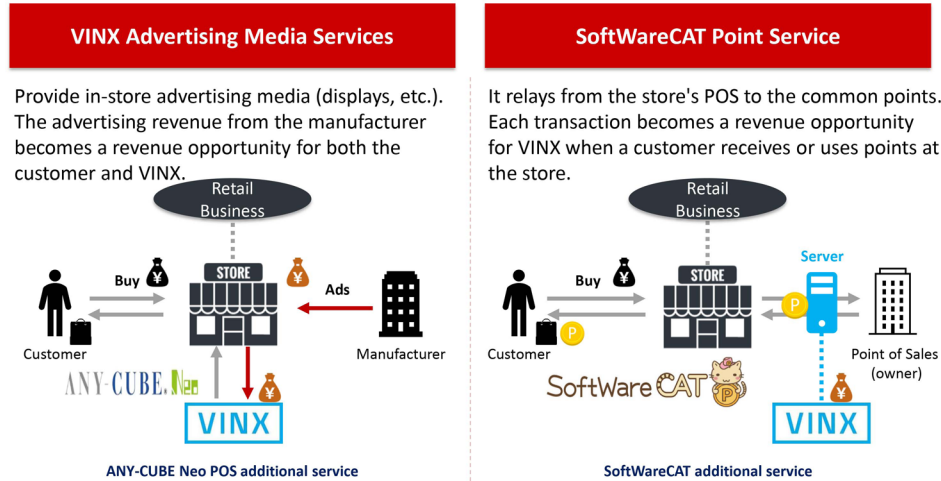 VINX Advertising Media Services
Provide in-store advertising media (displays, etc.).
The advertising revenue from the manufacturer
becomes a revenue opportunity for both the
customer and VINX.
Retail
Business
STORE
Buy
¥
¥
Ads
Customer
Manufacturer
ANY-CUBE.Neo
¥
VINX
ANY-CUBE Neo POS additional service
SoftWareCAT Point Service
It relays from the store's POS to the common points.
Each transaction becomes a revenue opportunity
for VINX when a customer receives or uses points at
the store.
Retail
Business
STORE
Server
Buy
¥
P
P
Customer
Point of Sales
(owner)
SoftWareCAT
P
¥
VINX
SoftWareCAT additional service